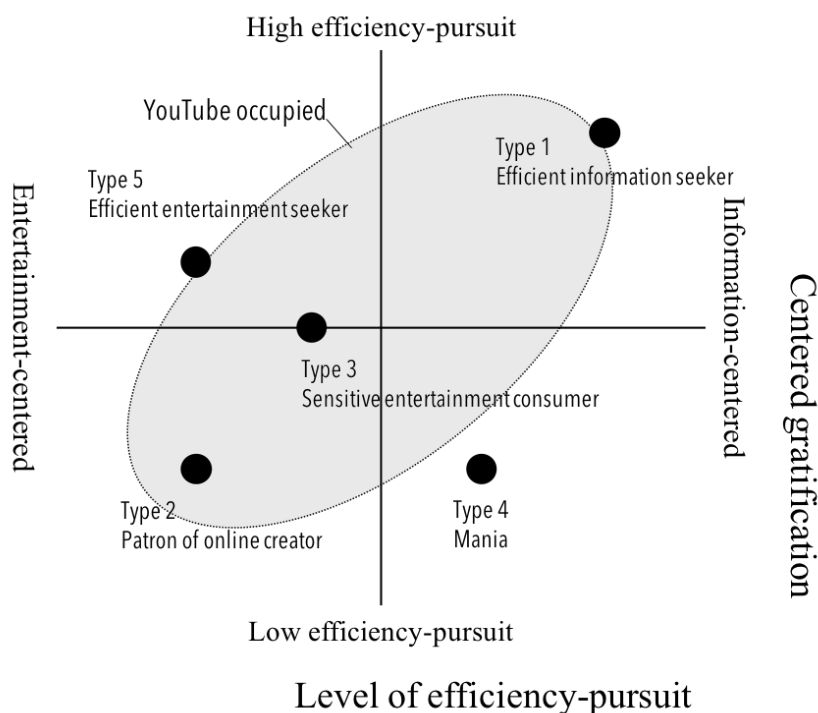 High efficiency-pursuit
YouTube occupied
Type 1
Efficient information seeker
Type 5
Efficient entertainment seeker
Entertainment-centered
Information-centered
Centered gratification
Type 3
Sensitive entertainment consumer
Type 2
Patron of online creator
Type 4
Mania
Low efficiency-pursuit
Level of efficiency-pursuit